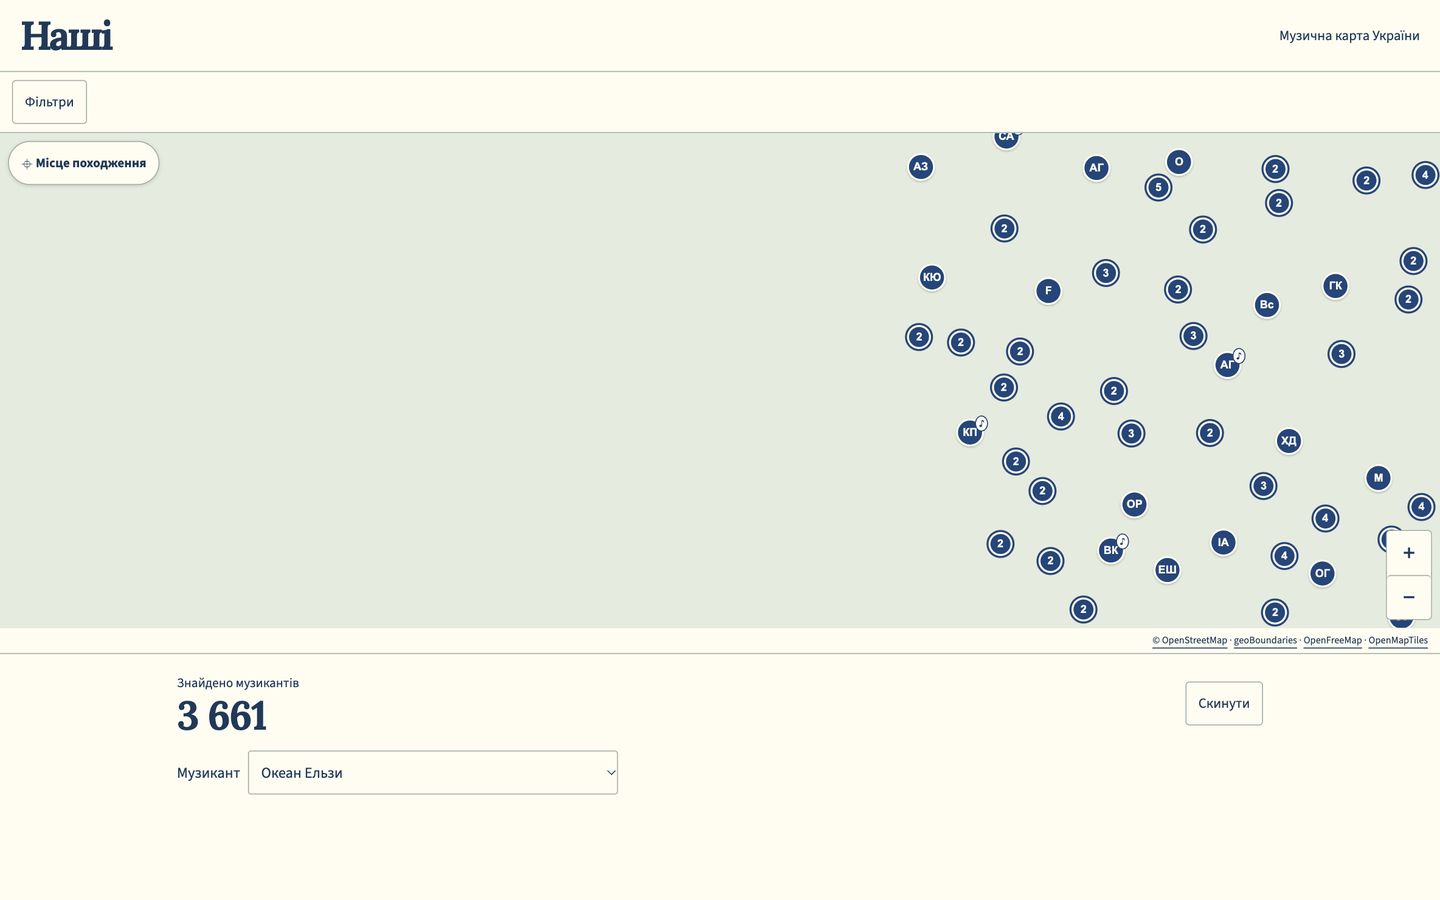 Наші
Музична карта України
Фільтри
Місце походження
СА
АЗ
АГ
О
2
2
4
5
2
2
2
2
КЮ
F
3
2
ГК
Вс
2
2
2
2
3
АГ
3
2
2
4
КП
3
2
ХД
2
М
2
3
ОР
4
4
2
ВК
ІА
2
4
ЕШ
ОГ
2
2
+
−
© OpenStreetMap · geoBoundaries · OpenFreeMap · OpenMapTiles
Знайдено музикантів
3 661
Скинути
Музикант
Океан Ельзи